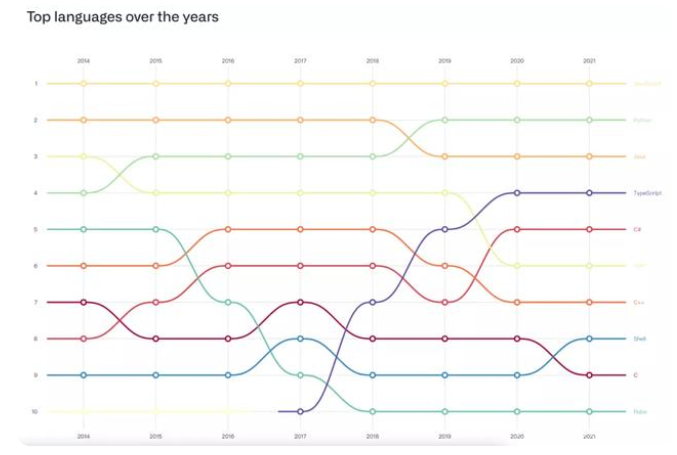 Top languages over the years
2014 2015 2016 2017 2018 2019 2020 2021
1
2 Python
3 Java
4 TypeScript
5 C#
6
7 C++
8 Shell
9 C
10 Ruby
2014 2015 2016 2017 2018 2019 2020 2021